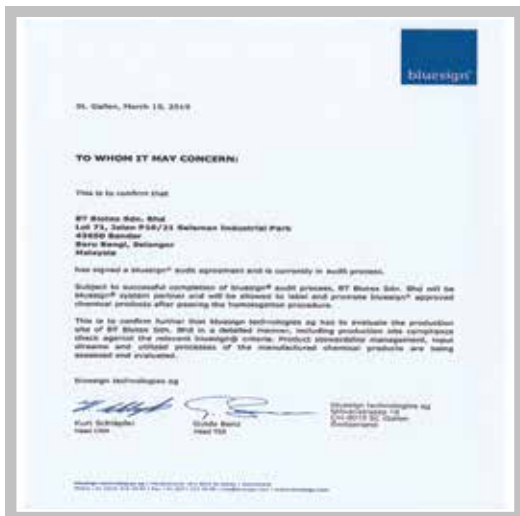 bluesign®
St. Gallen, March 10, 2010
TO WHOM IT MAY CONCERN:
This is to confirm that
BT Biotex Sdn. Bhd
Lot 71, Jalan P10/21 Selaman Industrial Park
43650 Bandar
Baru Bangi, Selangor
Malaysia
has signed a bluesign® audit agreement and is currently in audit process.
Subject to successful completion of bluesign® audit process, BT Biotex Sdn. Bhd will be
bluesign® system partner and will be allowed to label and promote bluesign® approved
chemical products after passing the homologation procedure.
This is to confirm further that bluesign technologies ag has to evaluate the production
site of BT Biotex Sdn. Bhd in a detailed manner, including production site compliance
check against the relevant bluesign® criteria. Product stewardship management, input
streams and utilized processes of the manufactured chemical products are being
assessed and evaluated.
bluesign technologies ag
Kurt Schläpfer
Guido Benz
bluesign technologies ag
CH-9015 St. Gallen
Switzerland